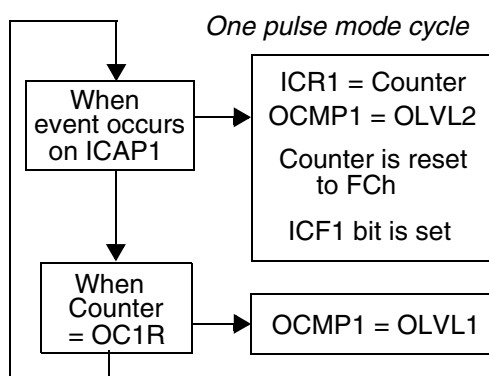 One pulse mode cycle
When
event occurs
on ICAP1
ICR1 = Counter
OCMP1 = OLVL2
Counter is reset
to FCh
ICF1 bit is set
When
Counter
= OC1R
OCMP1 = OLVL1